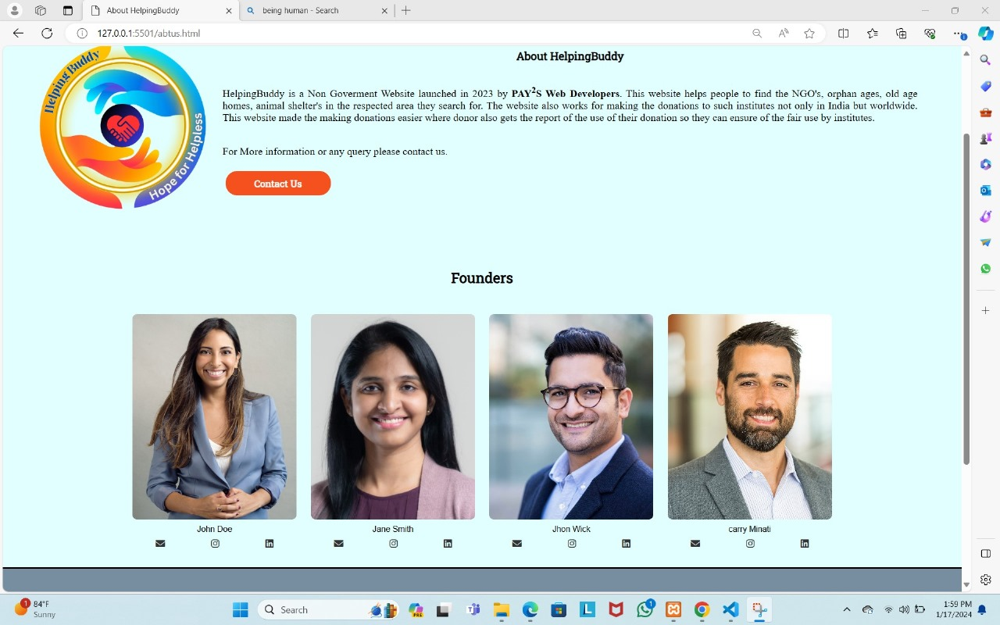 About HelpingBuddy
being human - Search
127.0.0.1:5501/abtus.html
Helping Buddy
Hope for Helpless
About HelpingBuddy
HelpingBuddy is a Non Goverment Website launched in 2023 by PAY²S Web Developers. This website helps people to find the NGO's, orphan ages, old age
homes, animal shelter's in the respected area they search for. The website also works for making the donations to such institutes not only in India but worldwide.
This website made the making donations easier where donor also gets the report of the use of their donation so they can ensure of the fair use by institutes.
For More information or any query please contact us.
Contact Us
Founders
John Doe
Jane Smith
Jhon Wick
carry Minati
1
84°F
Sunny
Search
PRE
1
1:59 PM
1/17/2024